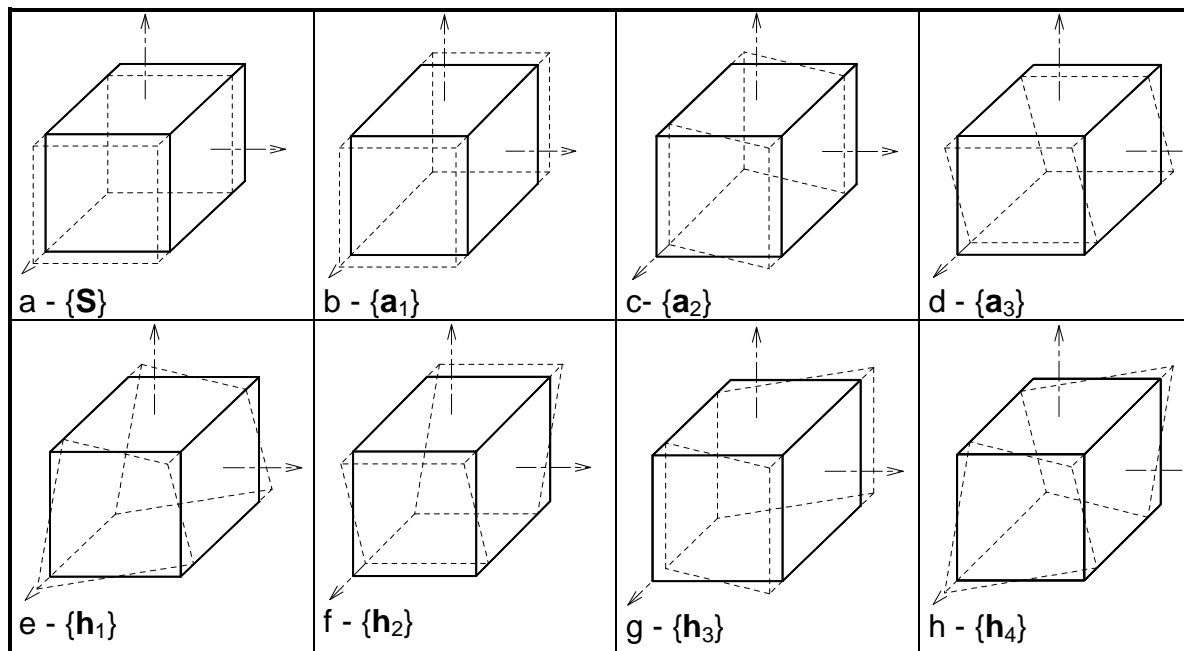 a - {S}
b - {a₁}
c- {a₂}
d - {a₃}
e - {h₁}
f - {h₂}
g - {h₃}
h - {h₄}